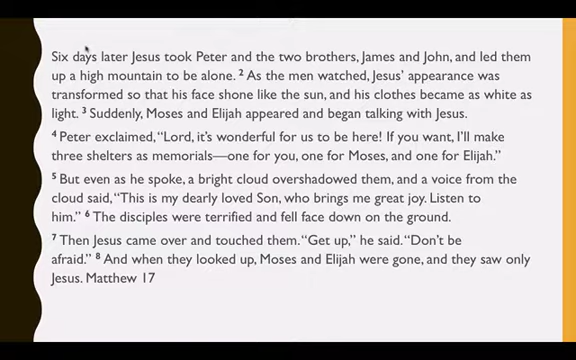 Six days later Jesus took Peter and the two brothers, James and John, and led them
up a high mountain to be alone. ² As the men watched, Jesus’ appearance was
transformed so that his face shone like the sun, and his clothes became as white as
light. ³ Suddenly, Moses and Elijah appeared and began talking with Jesus.
⁴ Peter exclaimed, “Lord, it’s wonderful for us to be here! If you want, I’ll make
three shelters as memorials—one for you, one for Moses, and one for Elijah.”
⁵ But even as he spoke, a bright cloud overshadowed them, and a voice from the
cloud said, “This is my dearly loved Son, who brings me great joy. Listen to
him.” ⁶ The disciples were terrified and fell face down on the ground.
⁷ Then Jesus came over and touched them. “Get up,” he said. “Don’t be
afraid.” ⁸ And when they looked up, Moses and Elijah were gone, and they saw only
Jesus. Matthew 17